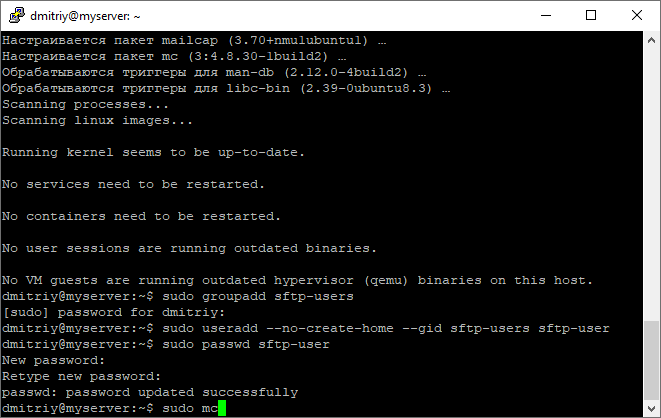 dmitriy@myserver: ~
Настраивается пакет mailcap (3.70+nmu1ubuntu1) …
Настраивается пакет mc (3:4.8.30-1build2) …
Обрабатываются триггеры для man-db (2.12.0-4build2) …
Обрабатываются триггеры для libc-bin (2.39-0ubuntu8.3) …
Scanning processes...
Scanning linux images...
Running kernel seems to be up-to-date.
No services need to be restarted.
No containers need to be restarted.
No user sessions are running outdated binaries.
No VM guests are running outdated hypervisor (qemu) binaries on this host.
dmitriy@myserver:~$ sudo groupadd sftp-users
[sudo] password for dmitriy:
dmitriy@myserver:~$ sudo useradd --no-create-home --gid sftp-users sftp-user
dmitriy@myserver:~$ sudo passwd sftp-user
New password:
Retype new password:
passwd: password updated successfully
dmitriy@myserver:~$ sudo mc